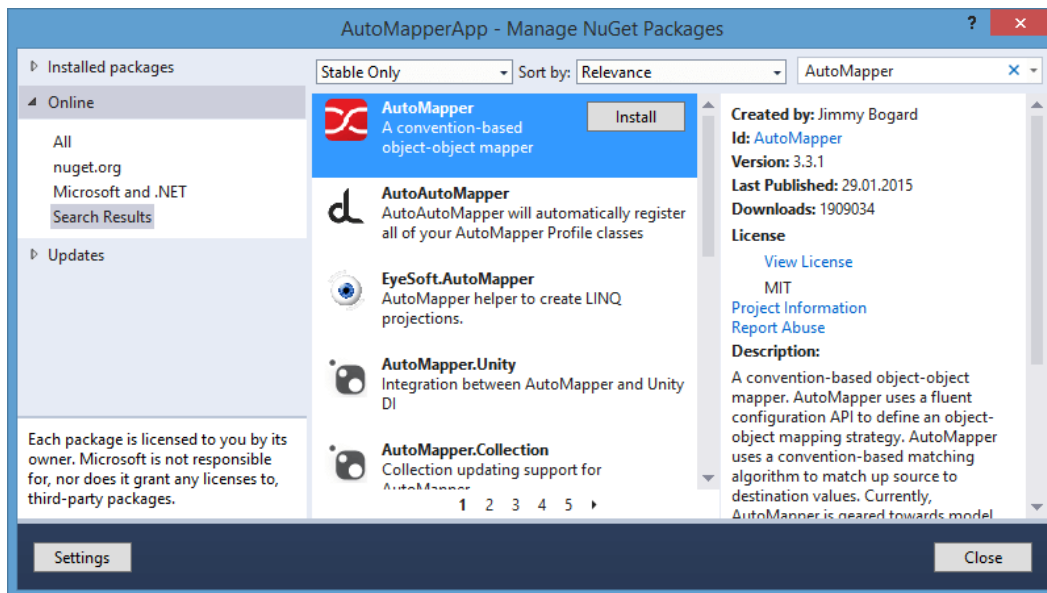 AutoMapperApp - Manage NuGet Packages
?
×
Installed packages
Online
All
nuget.org
Microsoft and .NET
Search Results
Updates
Each package is licensed to you by its
owner. Microsoft is not responsible
for, nor does it grant any licenses to,
third-party packages.
Stable Only
Sort by: Relevance
AutoMapper
AutoMapper
A convention-based
object-object mapper
Install
AutoAutoMapper
AutoAutoMapper will automatically register
all of your AutoMapper Profile classes
EyeSoft.AutoMapper
AutoMapper helper to create LINQ
projections.
AutoMapper.Unity
Integration between AutoMapper and Unity
DI
AutoMapper.Collection
Collection updating support for
AutoMapper
1 2 3 4 5
Created by: Jimmy Bogard
Id: AutoMapper
Version: 3.3.1
Last Published: 29.01.2015
Downloads: 1909034
License
View License
MIT
Project Information
Report Abuse
Description:
A convention-based object-object
mapper. AutoMapper uses a fluent
configuration API to define an object-
object mapping strategy. AutoMapper
uses a convention-based matching
algorithm to match up source to
destination values. Currently,
AutoMapper is geared towards model
Settings
Close